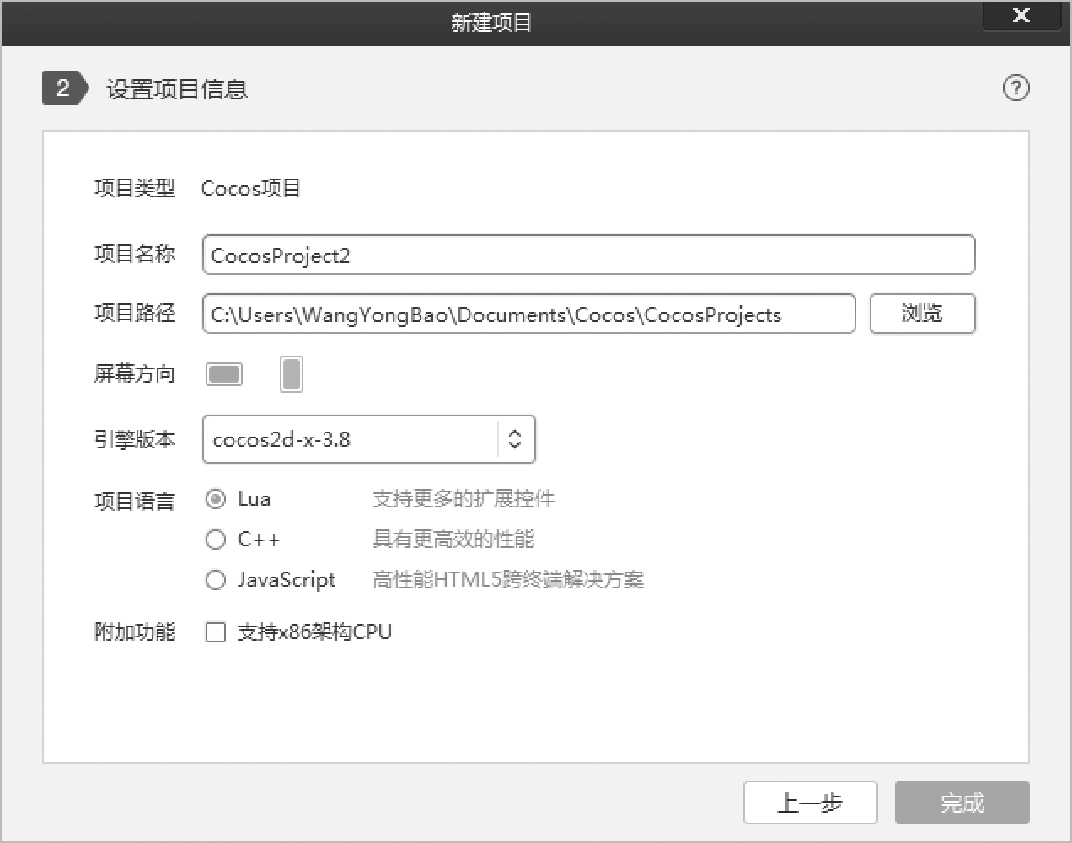 新建项目
2 设置项目信息 ?
项目类型 Cocos项目
项目名称 CocosProject2
项目路径 C:\Users\WangYongBao\Documents\Cocos\CocosProjects 浏览
屏幕方向
引擎版本 cocos2d-x-3.8
项目语言 Lua 支持更多的扩展控件
C++ 具有更高效的性能
JavaScript 高性能HTML5跨终端解决方案
附加功能 支持x86架构CPU
上一步 完成